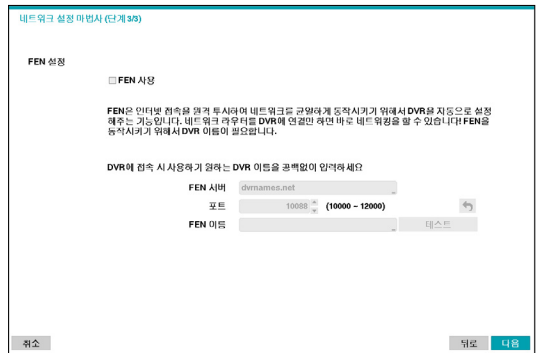 네트워크 설정 마법사 (단계 3/3)
FEN 설정
FEN 사용
FEN은 인터넷 접속을 원격 투사하여 네트워크를 균일하게 동작시키기 위해서 DVR을 자동으로 설정
해주는 기능입니다. 네트워크 라우터를 DVR에 연결만 하면 바로 네트워킹을 할 수 있습니다! FEN을
동작시키기 위해서 DVR 이름이 필요합니다.
DVR에 접속 시 사용하기 원하는 DVR 이름을 공백없이 입력하세요
FEN 서버 dvrnames.net
포트 10088 (10000 ~ 12000)
FEN 이름 테스트
취소 뒤로 다음